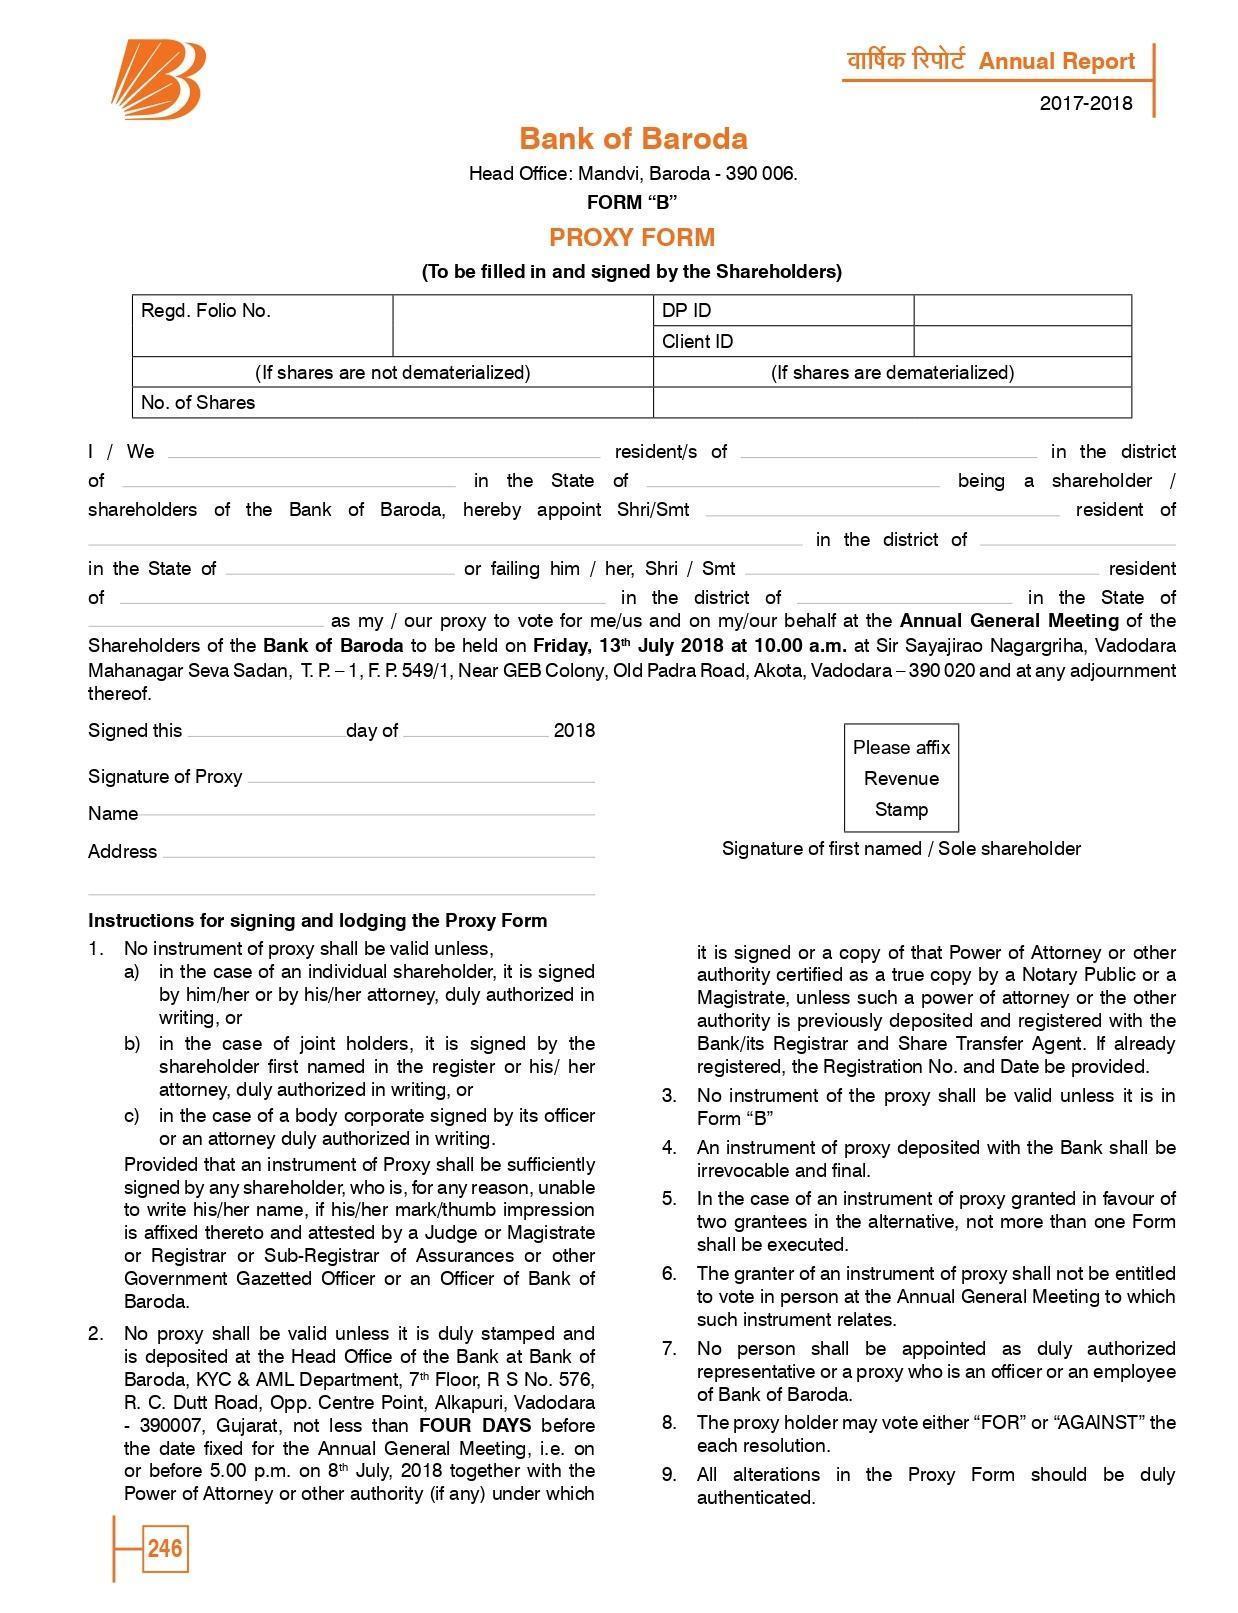 वार्षिक रिपोर्ट Annual Report
2017-2018
Bank of Baroda
Head Office: Mandvi, Baroda - 390 006.
FORM “B”
PROXY FORM
(To be filled in and signed by the Shareholders)
Regd. Folio No. DP ID
Client ID
(If shares are not dematerialized) (If shares are dematerialized)
No. of Shares
I / We resident/s of in the district
of in the State of being a shareholder /
shareholders of the Bank of Baroda, hereby appoint Shri/Smt resident of
in the district of
in the State of or failing him / her, Shri / Smt resident
of in the district of in the State of
as my / our proxy to vote for me/us and on my/our behalf at the Annual General Meeting of the
Shareholders of the Bank of Baroda to be held on Friday, 13th July 2018 at 10.00 a.m. at Sir Sayajirao Nagargriha, Vadodara
Mahanagar Seva Sadan, T. P. – 1, F. P. 549/1, Near GEB Colony, Old Padra Road, Akota, Vadodara – 390 020 and at any adjournment
thereof.
Signed this day of 2018
Signature of Proxy
Name
Address
Please affix
Revenue
Stamp
Signature of first named / Sole shareholder
Instructions for signing and lodging the Proxy Form
1. No instrument of proxy shall be valid unless,
a) in the case of an individual shareholder, it is signed
by him/her or by his/her attorney, duly authorized in
writing, or
b) in the case of joint holders, it is signed by the
shareholder first named in the register or his/ her
attorney, duly authorized in writing, or
c) in the case of a body corporate signed by its officer
or an attorney duly authorized in writing.
Provided that an instrument of Proxy shall be sufficiently
signed by any shareholder, who is, for any reason, unable
to write his/her name, if his/her mark/thumb impression
is affixed thereto and attested by a Judge or Magistrate
or Registrar or Sub-Registrar of Assurances or other
Government Gazetted Officer or an Officer of Bank of
Baroda.
2. No proxy shall be valid unless it is duly stamped and
is deposited at the Head Office of the Bank at Bank of
Baroda, KYC & AML Department, 7th Floor, R S No. 576,
R. C. Dutt Road, Opp. Centre Point, Alkapuri, Vadodara
- 390007, Gujarat, not less than FOUR DAYS before
the date fixed for the Annual General Meeting, i.e. on
or before 5.00 p.m. on 8th July, 2018 together with the
Power of Attorney or other authority (if any) under which
it is signed or a copy of that Power of Attorney or other
authority certified as a true copy by a Notary Public or a
Magistrate, unless such a power of attorney or the other
authority is previously deposited and registered with the
Bank/its Registrar and Share Transfer Agent. If already
registered, the Registration No. and Date be provided.
3. No instrument of the proxy shall be valid unless it is in
Form “B”
4. An instrument of proxy deposited with the Bank shall be
irrevocable and final.
5. In the case of an instrument of proxy granted in favour of
two grantees in the alternative, not more than one Form
shall be executed.
6. The granter of an instrument of proxy shall not be entitled
to vote in person at the Annual General Meeting to which
such instrument relates.
7. No person shall be appointed as duly authorized
representative or a proxy who is an officer or an employee
of Bank of Baroda.
8. The proxy holder may vote either “FOR” or “AGAINST” the
each resolution.
9. All alterations in the Proxy Form should be duly
authenticated.
246